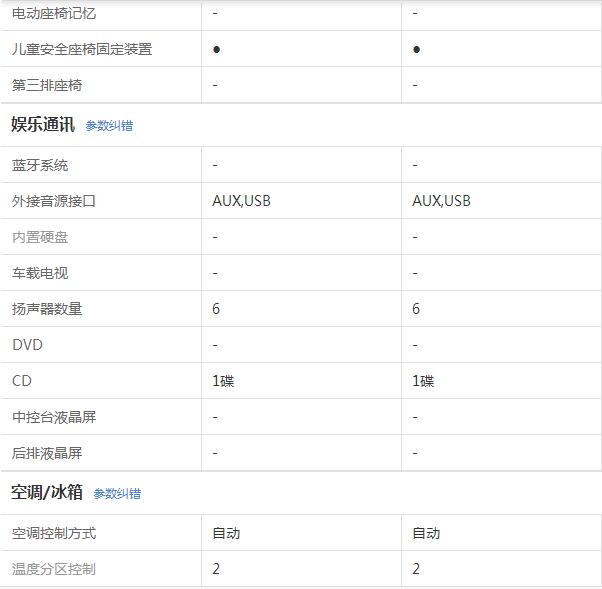 电动座椅记忆 - -
儿童安全座椅固定装置 ● ●
第三排座椅 - -
娱乐通讯 参数纠错
蓝牙系统 - -
外接音源接口 AUX,USB AUX,USB
内置硬盘 - -
车载电视 - -
扬声器数量 6 6
DVD - -
CD 1碟 1碟
中控台液晶屏 - -
后排液晶屏 - -
空调/冰箱 参数纠错
空调控制方式 自动 自动
温度分区控制 2 2